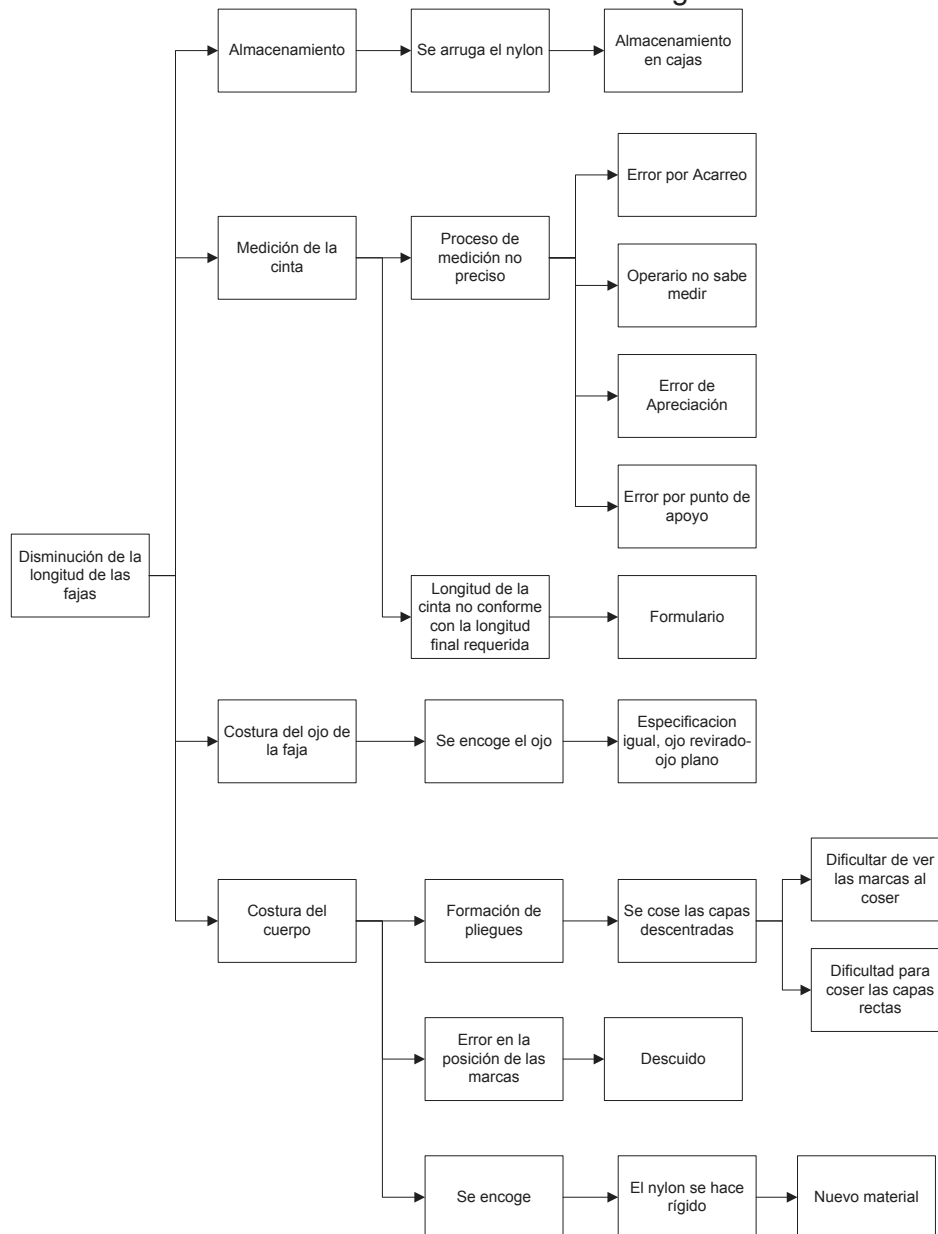 Almacenamiento
Se arruga el nylon
Almacenamiento
en cajas
Error por Acarreo
Medición de la
cinta
Proceso de
medición no
preciso
Operario no sabe
medir
Error de
Apreciación
Error por punto de
apoyo
Disminución de la
longitud de las
fajas
Longitud de la
cinta no conforme
con la longitud
final requerida
Formulario
Costura del ojo de
la faja
Se encoge el ojo
Especificacion
igual, ojo revirado-
ojo plano
Dificultar de ver
las marcas al
coser
Costura del
cuerpo
Formación de
pliegues
Se cose las capas
descentradas
Dificultad para
coser las capas
rectas
Error en la
posición de las
marcas
Descuido
Se encoge
El nylon se hace
rígido
Nuevo material